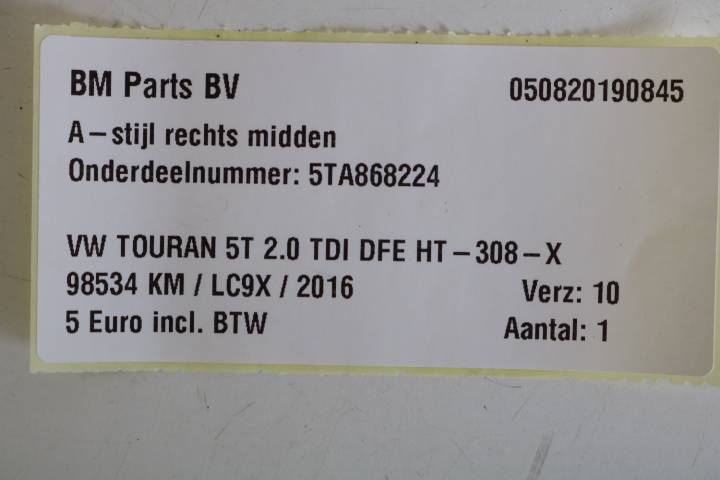 BM Parts BV 050820190845
A-stijl rechts midden
Onderdeelnummer: 5TA868224
VW TOURAN 5T 2.0 TDI DFE HT-308-X
98534 KM / LC9X / 2016 Verz: 10
5 Euro incl. BTW Aantal: 1